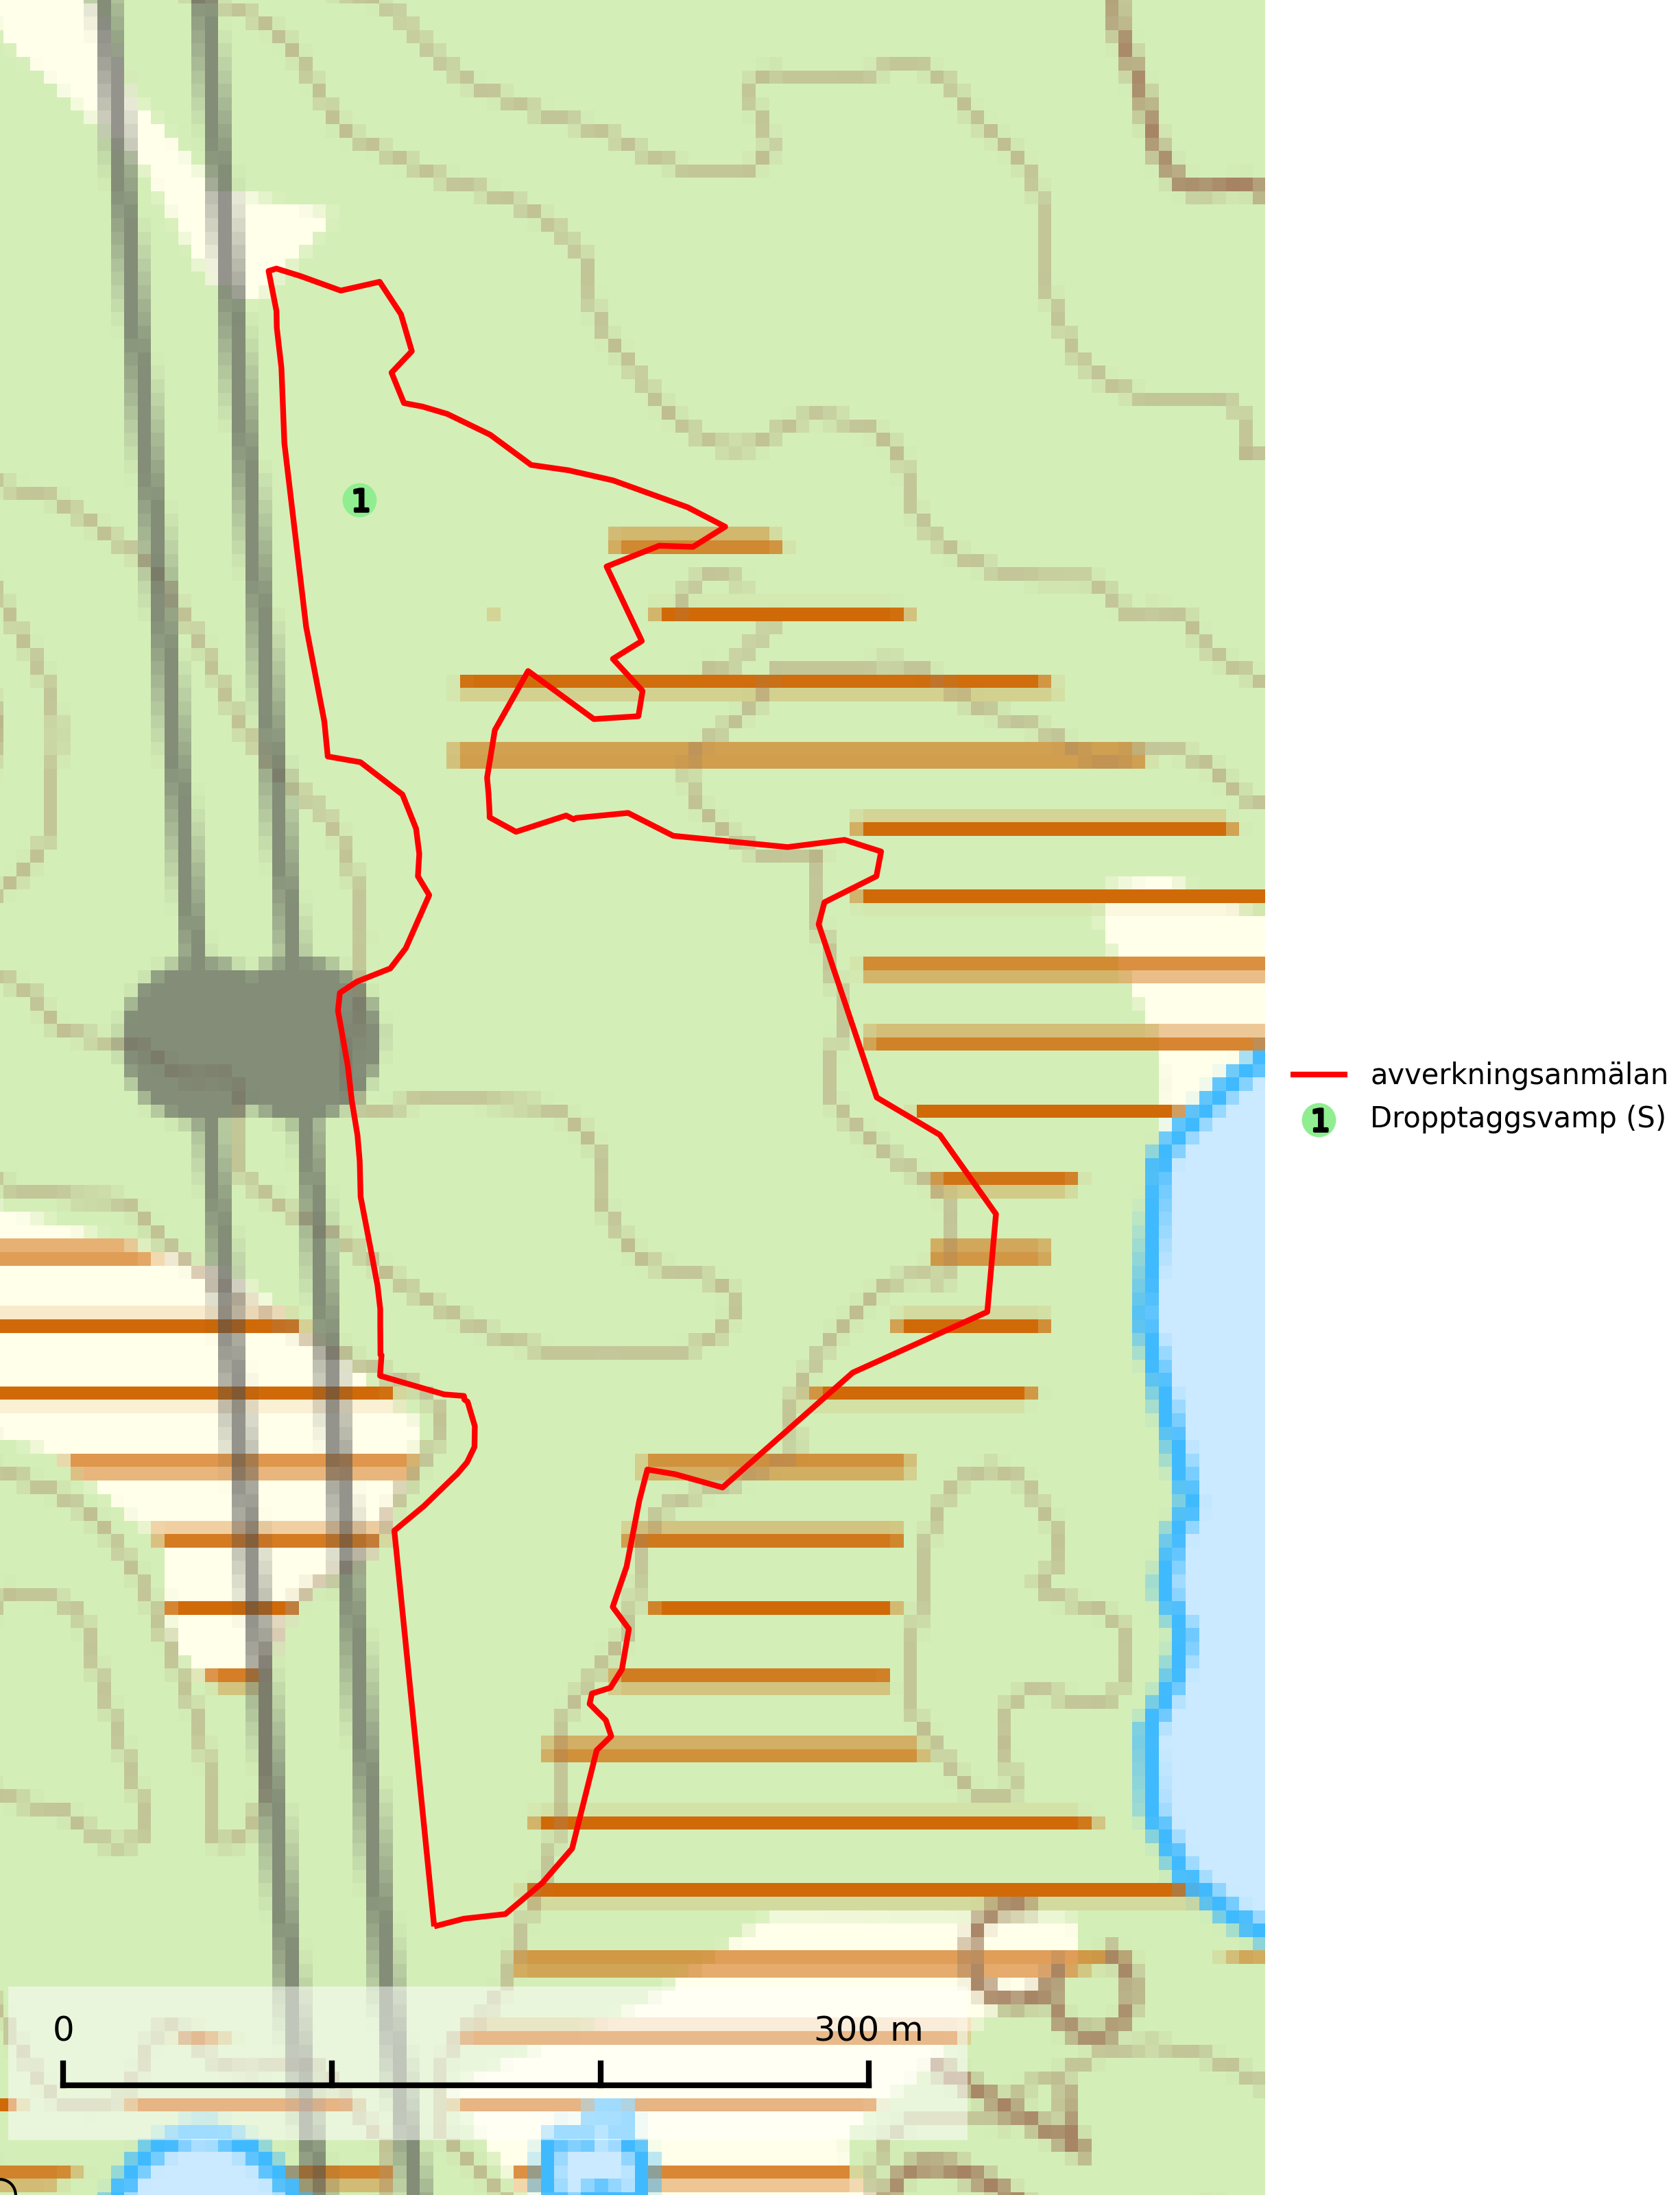 1
avverkningsanmälan
1 Dropptaggsvamp (S)
0 300 m